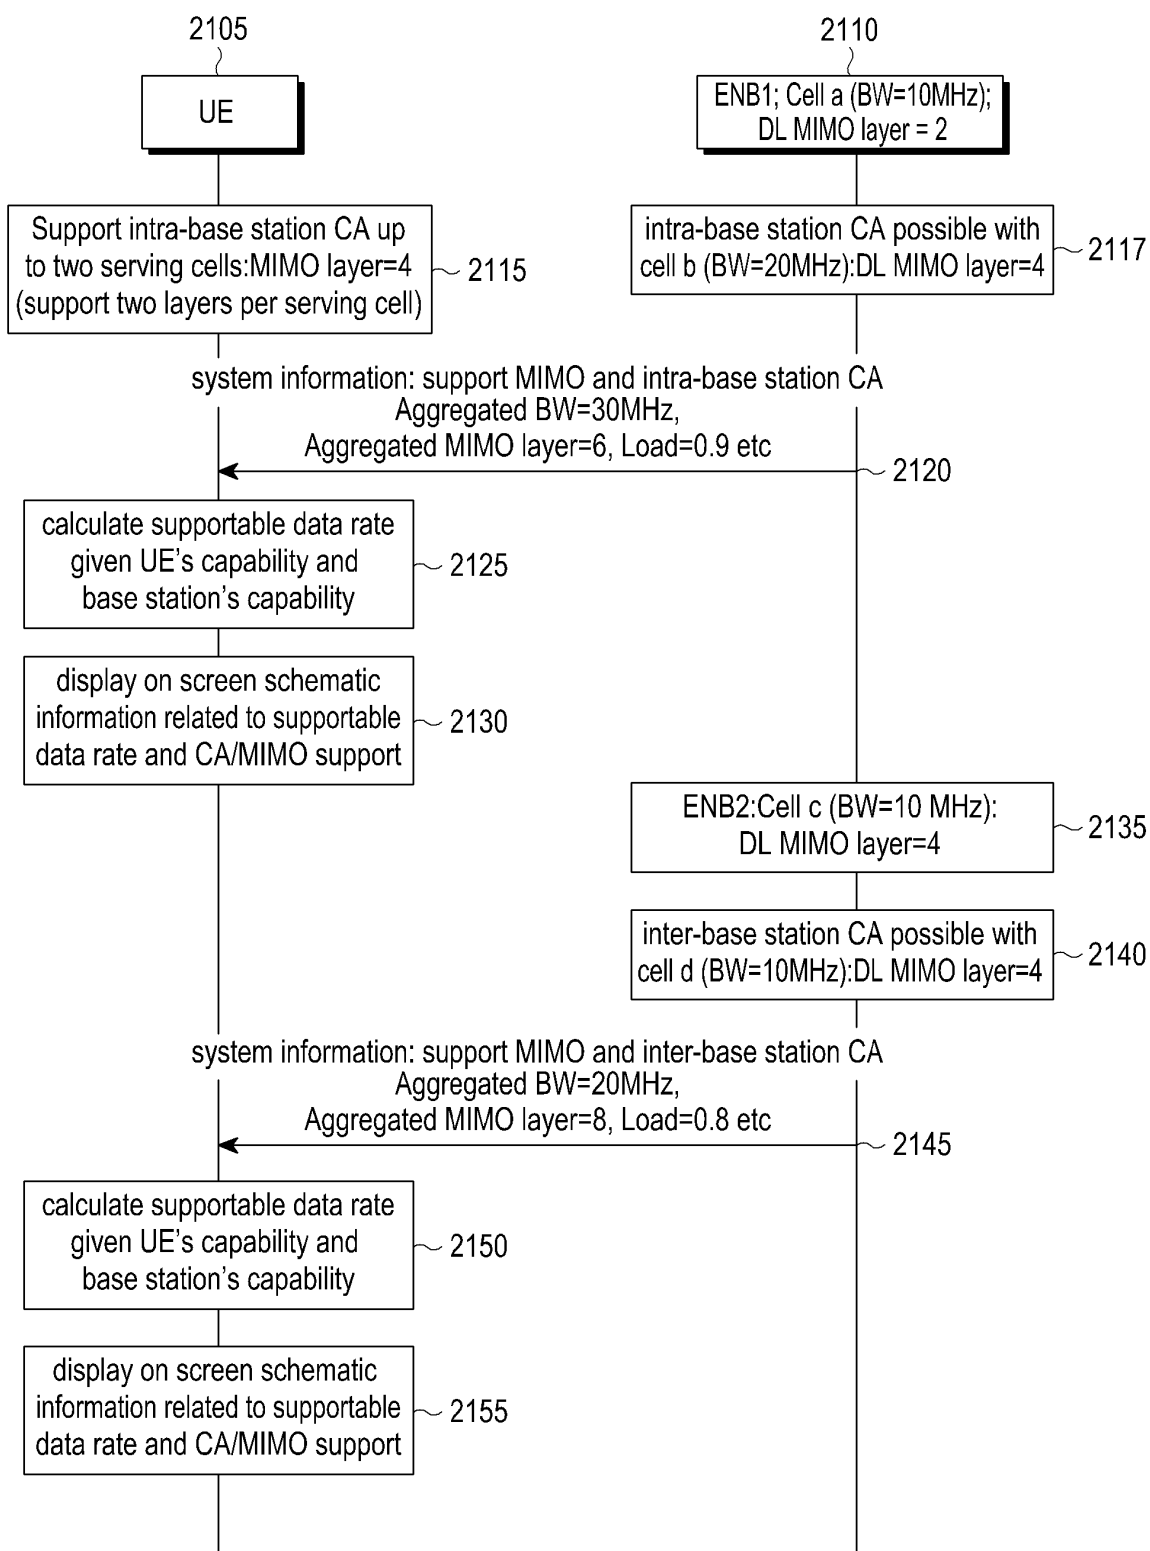 2105
2110
UE
ENB1; Cell a (BW=10MHz);
DL MIMO layer = 2
Support intra-base station CA up
to two serving cells:MIMO layer=4
(support two layers per serving cell)
2115
intra-base station CA possible with
cell b (BW=20MHz):DL MIMO layer=4
2117
system information: support MIMO and intra-base station CA
Aggregated BW=30MHz,
Aggregated MIMO layer=6, Load=0.9 etc
2120
calculate supportable data rate
given UE's capability and
base station's capability
2125
display on screen schematic
information related to supportable
data rate and CA/MIMO support
2130
ENB2:Cell c (BW=10 MHz):
DL MIMO layer=4
2135
inter-base station CA possible with
cell d (BW=10MHz):DL MIMO layer=4
2140
system information: support MIMO and inter-base station CA
Aggregated BW=20MHz,
Aggregated MIMO layer=8, Load=0.8 etc
2145
calculate supportable data rate
given UE's capability and
base station's capability
2150
display on screen schematic
information related to supportable
data rate and CA/MIMO support
2155